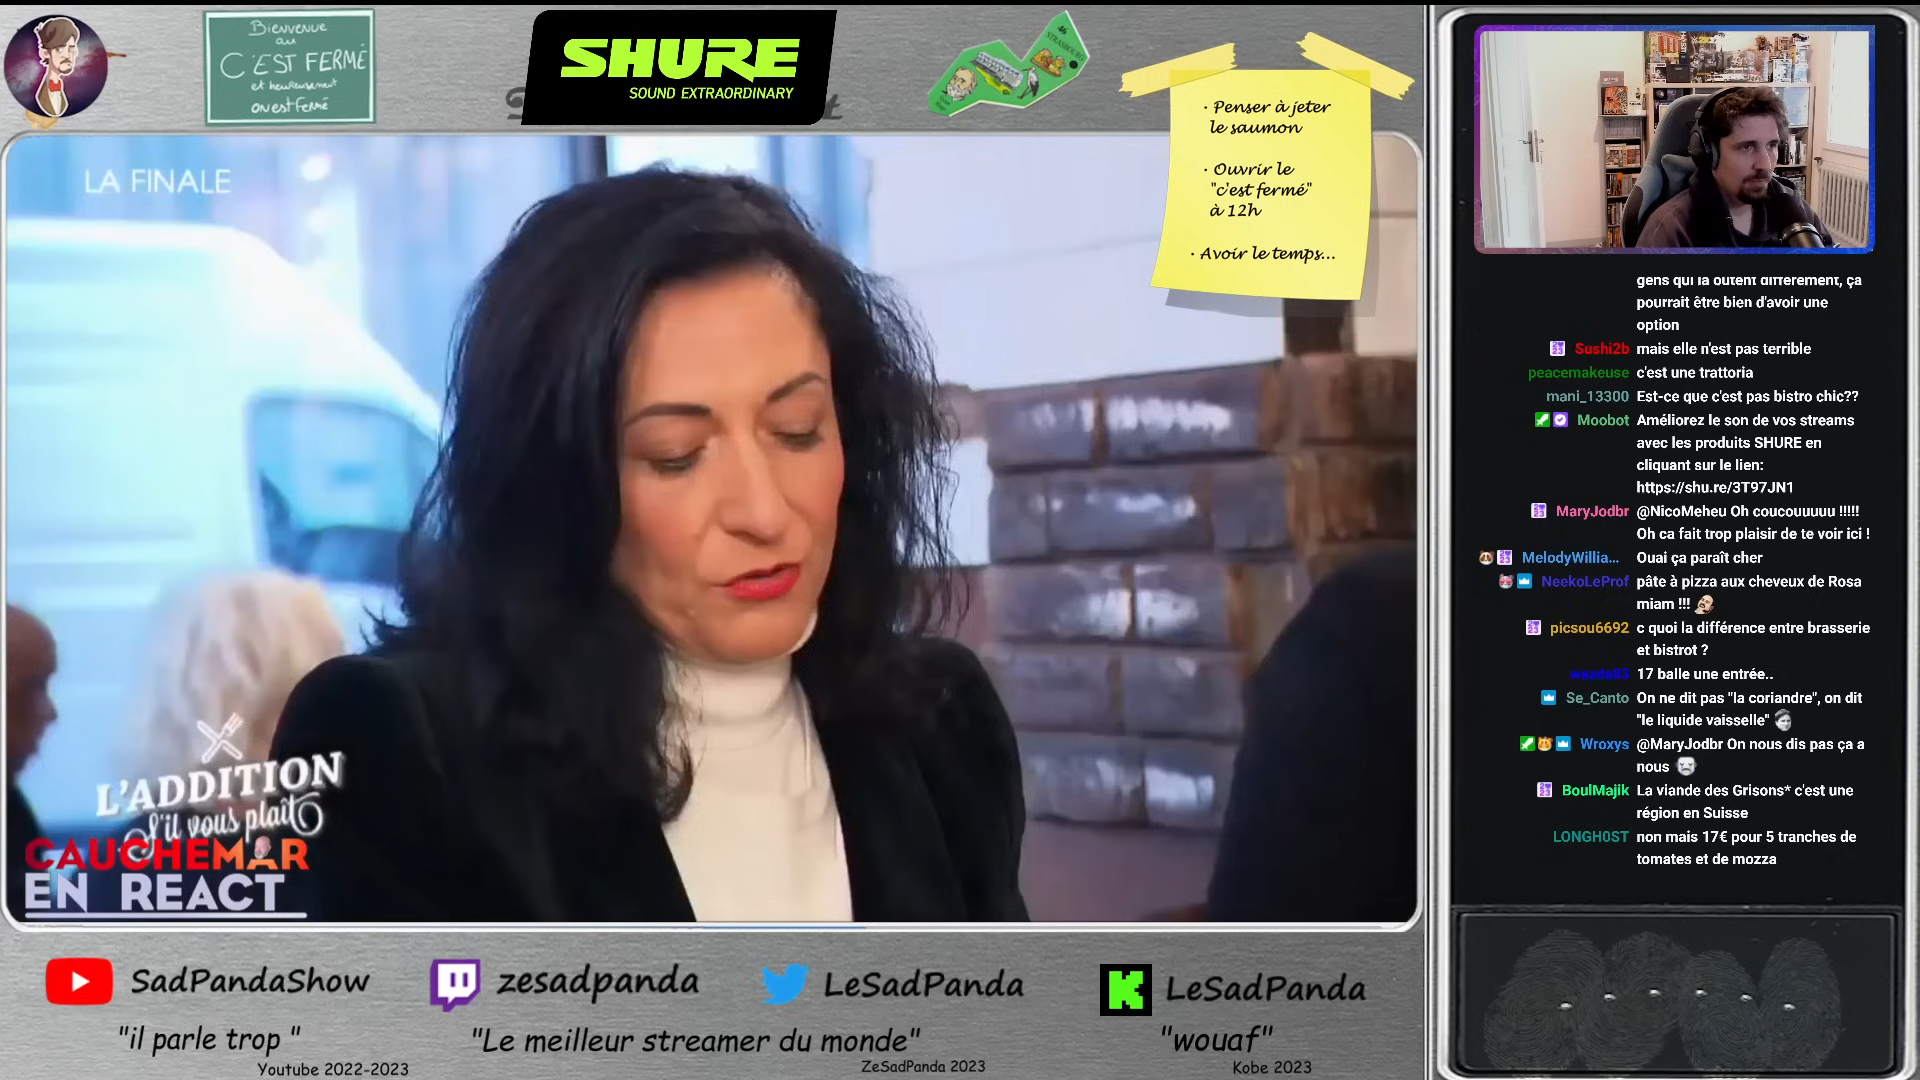 Bienvenue
au
C'EST FERMÉ
et heureusement
on est fermé
SHURE
SOUND EXTRAORDINARY
STRASBOURG
· Penser à jeter
le saumon
· Ouvrir le
"c'est fermé"
à 12h
· Avoir le temps...
LA FINALE
L'ADDITION
s'il vous plaît
CAUCHEMAR
EN REACT
SadPandaShow
"il parle trop "
Youtube 2022-2023
zesadpanda
"Le meilleur streamer du monde"
ZeSadPanda 2023
LeSadPanda
LeSadPanda
"wouaf"
Kobe 2023
gens qui la outent différement, ça
pourrait être bien d'avoir une
option
Sushi2b mais elle n'est pas terrible
peacemakeuse c'est une trattoria
mani_13300 Est-ce que c'est pas bistro chic??
Moobot Améliorez le son de vos streams
avec les produits SHURE en
cliquant sur le lien:
https://shu.re/3T97JN1
MaryJodbr @NicoMeheu Oh coucouuuuu !!!!!
Oh ca fait trop plaisir de te voir ici !
MelodyWillia... Ouai ça paraît cher
NeekoLeProf pâte à pizza aux cheveux de Rosa
miam !!!
picsou6692 c quoi la différence entre brasserie
et bistrot ?
17 balle une entrée..
Se_Canto On ne dit pas "la coriandre", on dit
"le liquide vaisselle"
Wroxys @MaryJodbr On nous dis pas ça a
nous
BoulMajik La viande des Grisons* c'est une
région en Suisse
LONGH0ST non mais 17€ pour 5 tranches de
tomates et de mozza